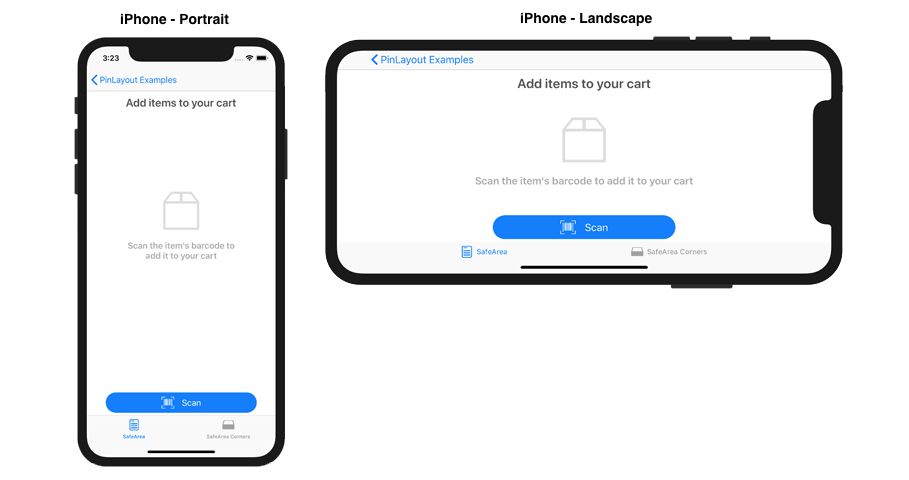 iPhone - Portrait
3:23
PinLayout Examples
Add items to your cart
Scan the item's barcode to
add it to your cart
Scan
SafeArea
SafeArea Corners
iPhone - Landscape
PinLayout Examples
Add items to your cart
Scan the item's barcode to add it to your cart
Scan
SafeArea
SafeArea Corners